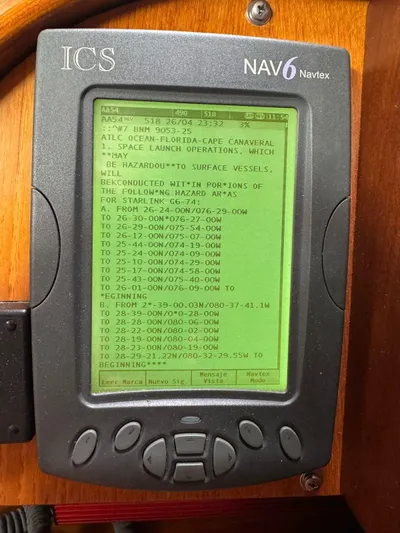 ICS
NAV6 Navtex
AA54 490 518 11:54
AA54 518 26/04 23:32 3%
::^#7 BNM 9053-25
ATLC OCEAN-FLORIDA-CAPE CANAVERAL
1. SPACE LAUNCH OPERATIONS, WHICH
**MAY
BE HAZARDOU**TO SURFACE VESSELS,
WILL
BEKCONDUCTED WIT*IN POR*IONS OF
THE FOLLOW*NG HAZARD AR*AS
FOR STARLINK G6-74:
A. FROM 26-24-00N/076-29-00W
TO 26-30-00N*076-27-00W
TO 26-29-00N/075-54-00W
TO 26-12-00N/075-07-00W
TO 25-44-00N/074-19-00W
TO 25-24-00N/074-09-00W
TO 25-10-00N/074-29-00W
TO 25-17-00N/074-58-00W
TO 25-43-00N/075-40-00W
TO 26-01-00N/076-09-00W TO
*EGINNING
B. FROM 2*-39-00.03N/080-37-41.1W
TO 28-39-00N/0*0-28-00W
TO 28-28-00N/080-06-00W
TO 28-22-00N/080-02-00W
TO 28-19-00N/080-04-00W
TO 28-23-00N/080-19-00W
TO 28-29-21.22N/080-32-29.55W TO
BEGINNING****
Leer Marca Nuevo Sig Mensaje Vista Navtex Mode